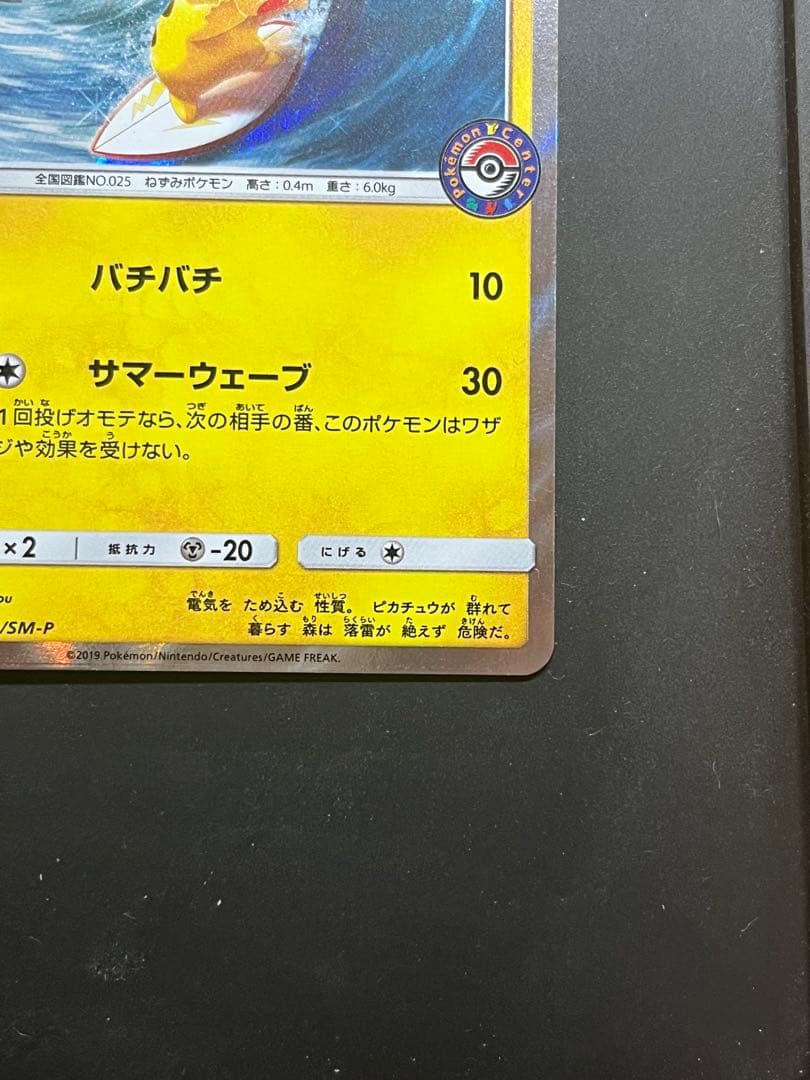 全国図鑑NO.025 ねずみポケモン 高さ:0.4m 重さ:6.0kg
Pokémon Center
バチバチ 10
サマーウェーブ 30
1回投げオモテなら、次の相手の番、このポケモンはワザ
ジや効果を受けない。
×2 抵抗力 -20 にげる
電気を ため込む 性質。 ピカチュウが 群れて
/SM-P 暮らす 森は 落雷が 絶えず 危険だ。
©2019 Pokémon/Nintendo/Creatures/GAME FREAK.